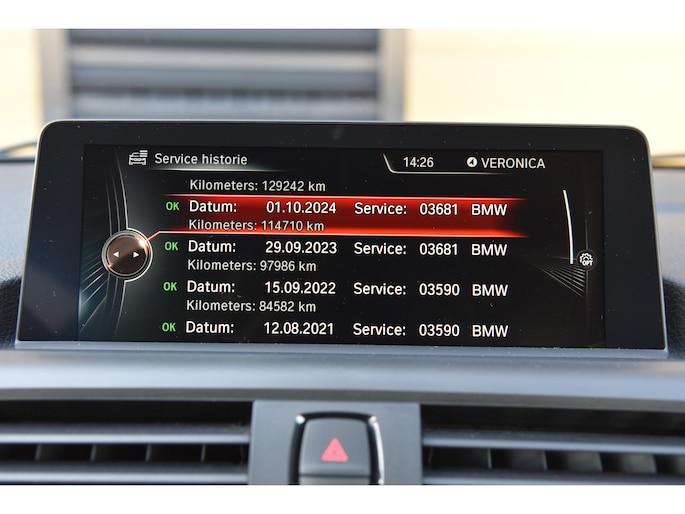 Service historie 14:26 VERONICA
Kilometers: 129242 km
OK Datum: 01.10.2024 Service: 03681 BMW
Kilometers: 114710 km
OK Datum: 29.09.2023 Service: 03681 BMW
Kilometers: 97986 km
OK Datum: 15.09.2022 Service: 03590 BMW
Kilometers: 84582 km
OK Datum: 12.08.2021 Service: 03590 BMW
OPT